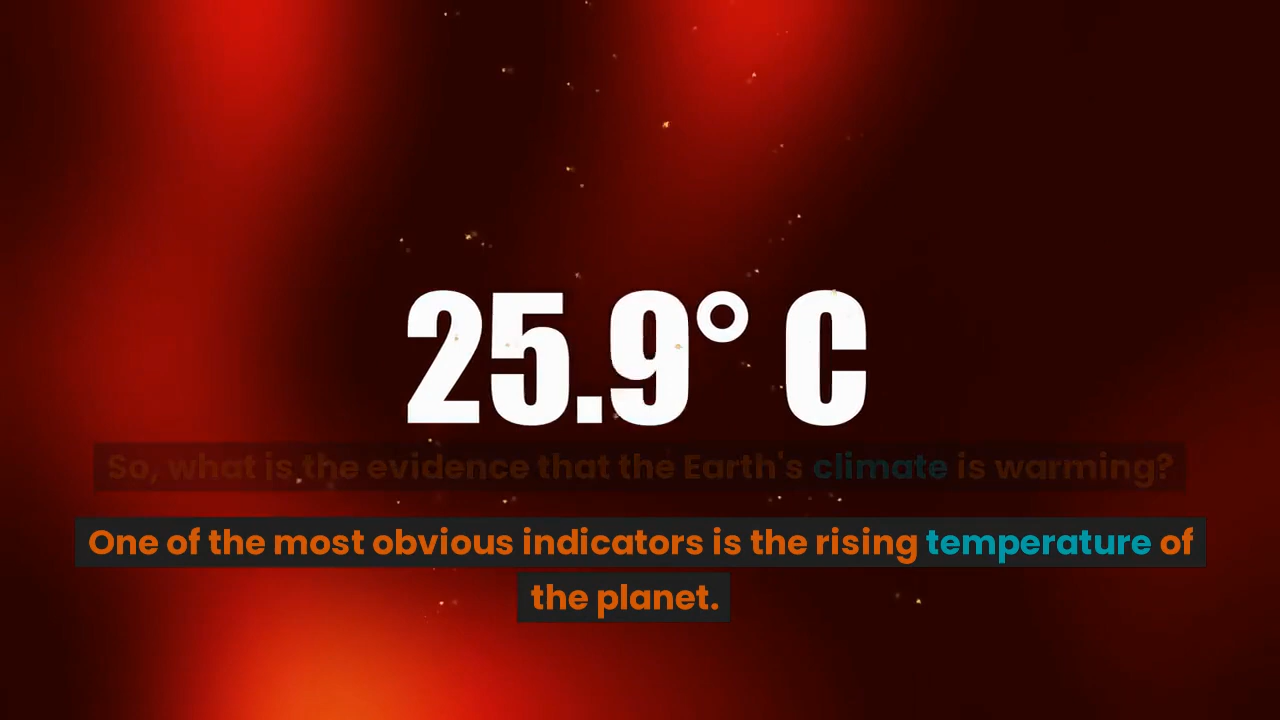 25.9° C
So, what is the evidence that the Earth's climate is warming?
One of the most obvious indicators is the rising temperature of
the planet.